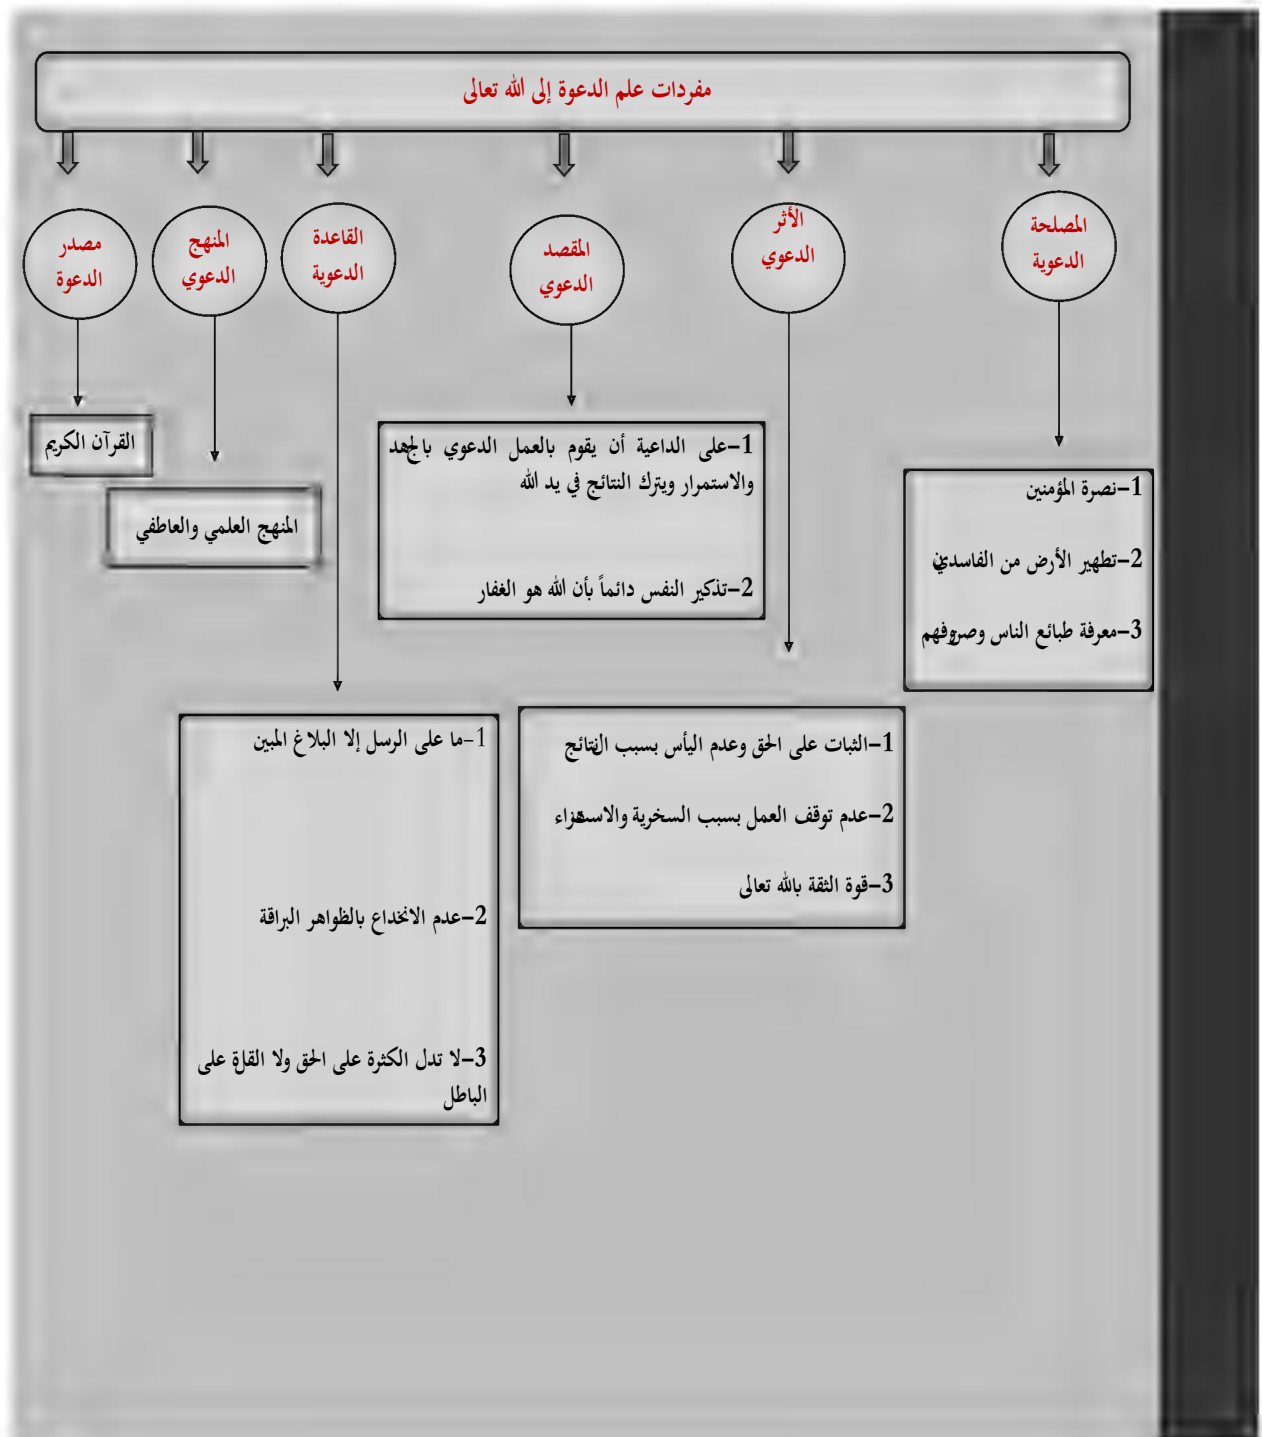 مفردات علم الدعوة إلى الله تعالى
المصلحة
الدعوية
الأثر
الدعوي
المقصد
الدعوي
القاعدة
الدعوية
المنهج
الدعوي
مصدر
الدعوة
1-نصرة المؤمنين
2-تطهير الأرض من الفاسدين
3-معرفة طبائع الناس وصروفهم
1-الثبات على الحق وعدم اليأس بسبب النتائج
2-عدم توقف العمل بسبب السخرية والاستهزاء
3-قوة الثقة بالله تعالى
1-على الداعية أن يقوم بالعمل الدعوي بالجهد
والاستمرار ويترك النتائج في يد الله
2-تذكير النفس دائماً بأن الله هو الغفار
1-ما على الرسل إلا البلاغ المبين
2-عدم الانخداع بالظواهر البراقة
3-لا تدل الكثرة على الحق ولا القلة على
الباطل
المنهج العلمي والعاطفي
القرآن الكريم